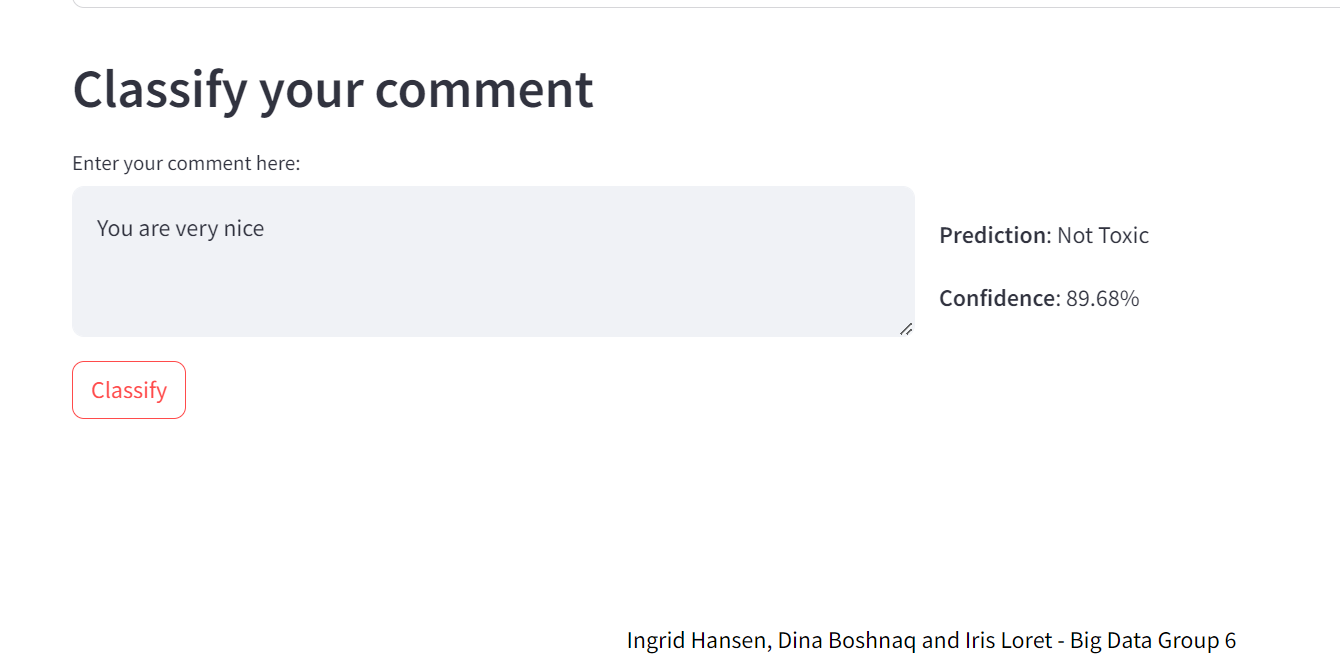 Classify your comment
Enter your comment here:
You are very nice
Prediction: Not Toxic
Confidence: 89.68%
Classify
Ingrid Hansen, Dina Boshnaq and Iris Loret - Big Data Group 6